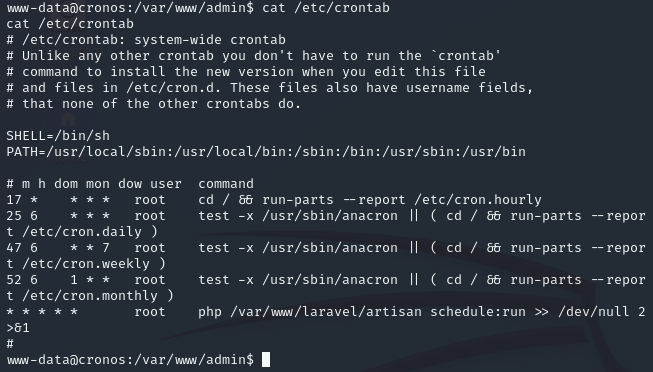 www-data@cronos:/var/www/admin$ cat /etc/crontab
cat /etc/crontab
# /etc/crontab: system-wide crontab
# Unlike any other crontab you don't have to run the `crontab'
# command to install the new version when you edit this file
# and files in /etc/cron.d. These files also have username fields,
# that none of the other crontabs do.

SHELL=/bin/sh
PATH=/usr/local/sbin:/usr/local/bin:/sbin:/bin:/usr/sbin:/usr/bin

# m h dom mon dow user  command
17 *    * * *   root    cd / && run-parts --report /etc/cron.hourly
25 6    * * *   root    test -x /usr/sbin/anacron || ( cd / && run-parts --repor
t /etc/cron.daily )
47 6    * * 7   root    test -x /usr/sbin/anacron || ( cd / && run-parts --repor
t /etc/cron.weekly )
52 6    1 * *   root    test -x /usr/sbin/anacron || ( cd / && run-parts --repor
t /etc/cron.monthly )
* * * * *       root    php /var/www/laravel/artisan schedule:run >> /dev/null 2
>&1
#
www-data@cronos:/var/www/admin$